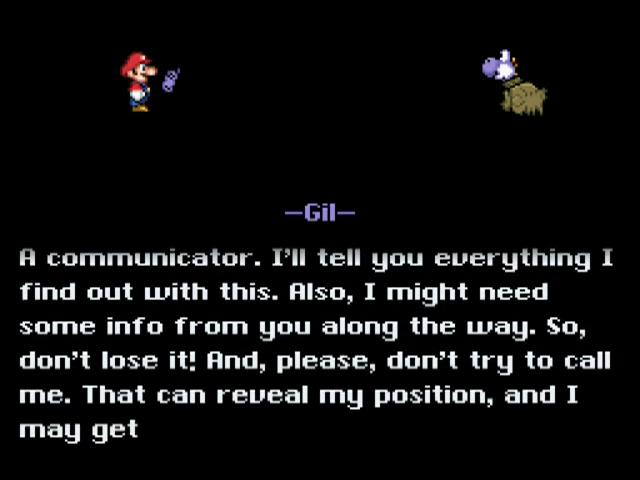 —Gil—
A communicator. I'll tell you everything I
find out with this. Also, I might need
some info from you along the way. So,
don't lose it! And, please, don't try to call
me. That can reveal my position, and I
may get